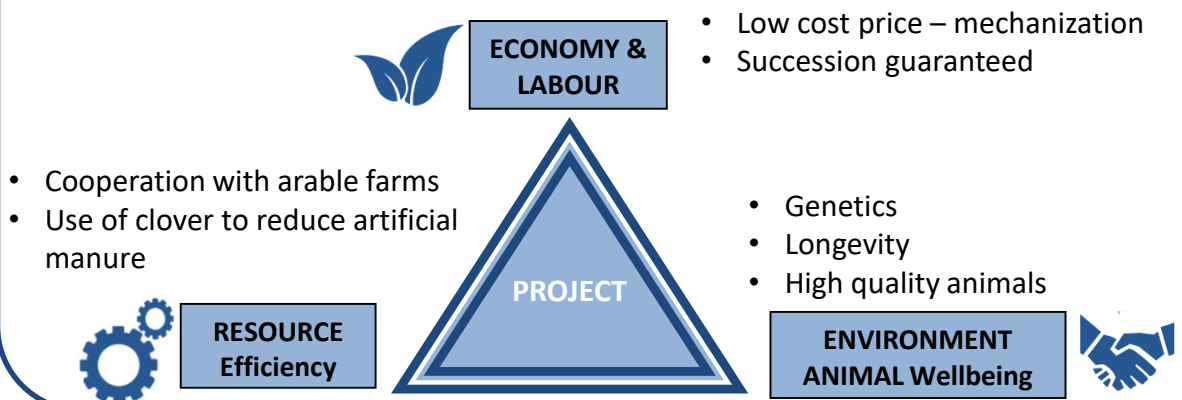 ECONOMY &
LABOUR
• Low cost price – mechanization
• Succession guaranteed
• Cooperation with arable farms
• Use of clover to reduce artificial
manure
• Genetics
• Longevity
• High quality animals
PROJECT
RESOURCE
Efficiency
ENVIRONMENT
ANIMAL Wellbeing